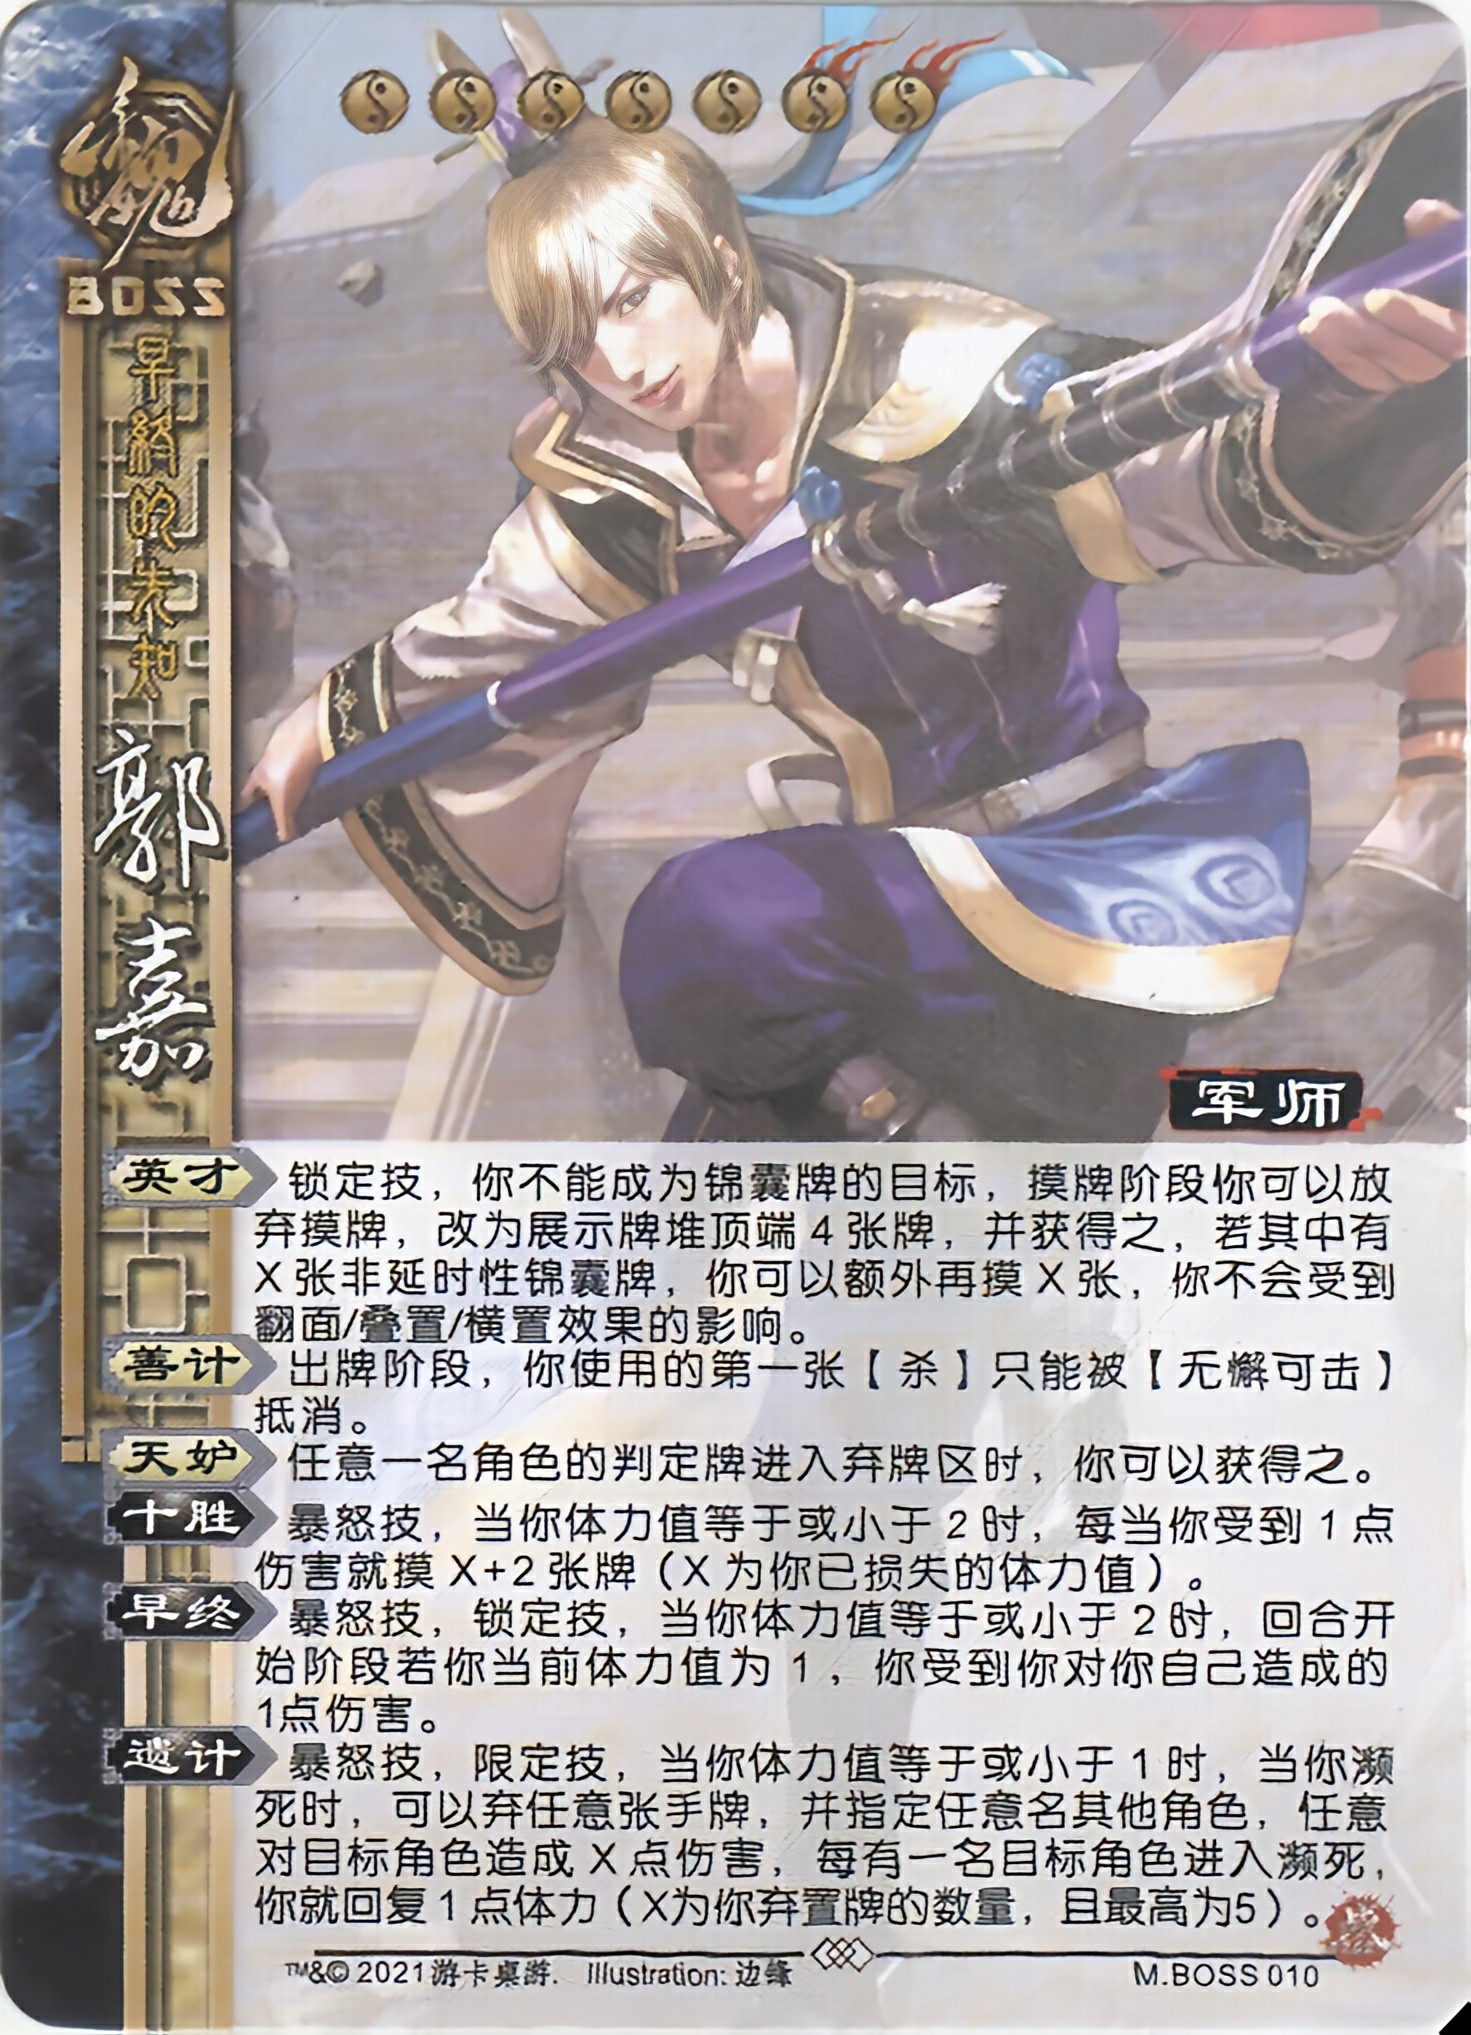 魏
BOSS
早終的先知
郭嘉
军师
英才
锁定技，你不能成为锦囊牌的目标，摸牌阶段你可以放
弃摸牌，改为展示牌堆顶端4张牌，并获得之，若其中有
X张非延时性锦囊牌，你可以额外再摸X张，你不会受到
翻面/叠置/横置效果的影响。
善计
出牌阶段，你使用的第一张【杀】只能被【无懈可击】
抵消。
天妒
任意一名角色的判定牌进入弃牌区时，你可以获得之。
十胜
暴怒技，当你体力值等于或小于2时，每当你受到1点
伤害就摸X+2张牌（X为你已损失的体力值）。
早终
暴怒技，锁定技，当你体力值等于或小于2时，回合开
始阶段若你当前体力值为1，你受到你对你自己造成的
1点伤害。
遗计
暴怒技，限定技，当你体力值等于或小于1时，当你濒
死时，可以弃任意张手牌，并指定任意名其他角色，任意
对目标角色造成X点伤害，每有一名目标角色进入濒死，
你就回复1点体力（X为你弃置牌的数量，且最高为5）。
™&© 2021游卡桌游. Illustration: 边锋
M.BOSS 010